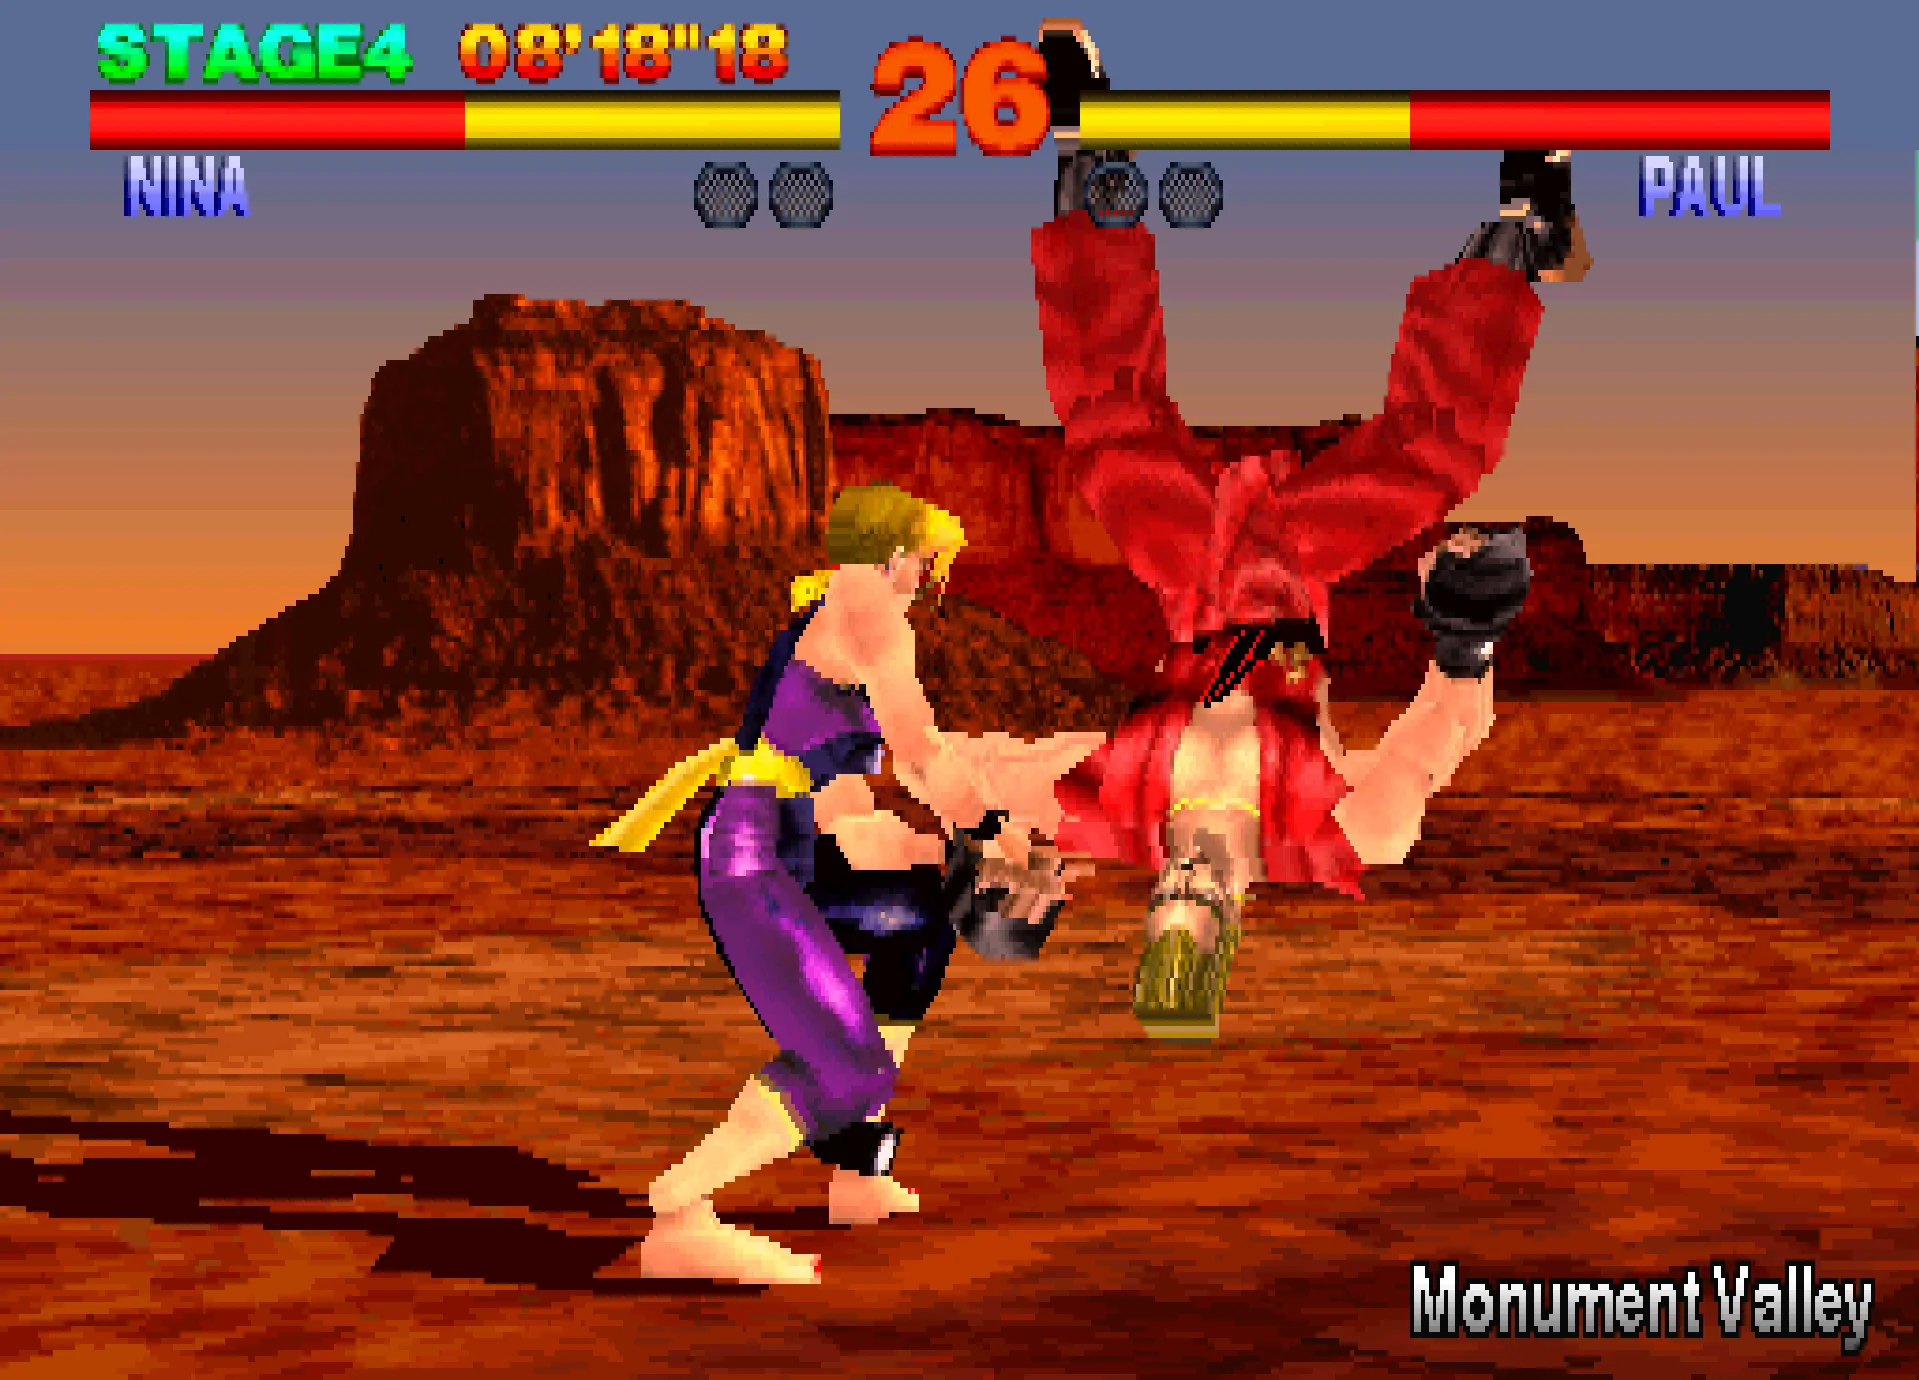 STAGE4 08'18"18 26
NINA PAUL
Monument Valley